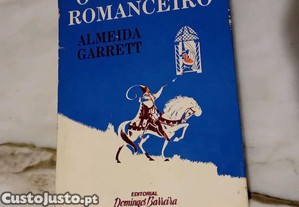 O
ROMANCEIRO
ALMEIDA
GARRETT
EDITORIAL
Domingos Barreira
CustoJusto.pt